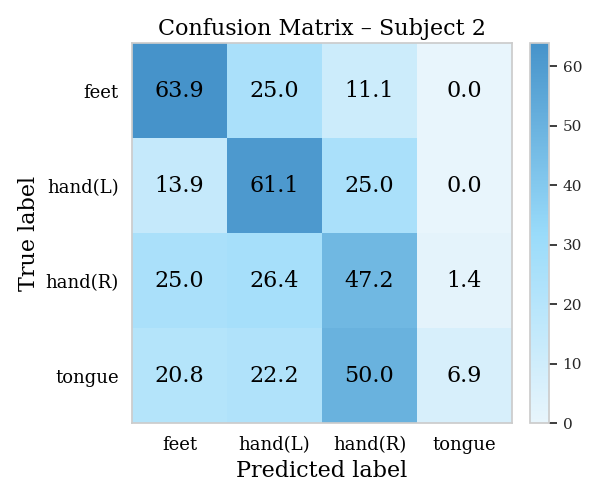 Confusion Matrix – Subject 2
True label
feet 63.9 25.0 11.1 0.0
hand(L) 13.9 61.1 25.0 0.0
hand(R) 25.0 26.4 47.2 1.4
tongue 20.8 22.2 50.0 6.9
feet hand(L) hand(R) tongue
Predicted label
60
50
40
30
20
10
0